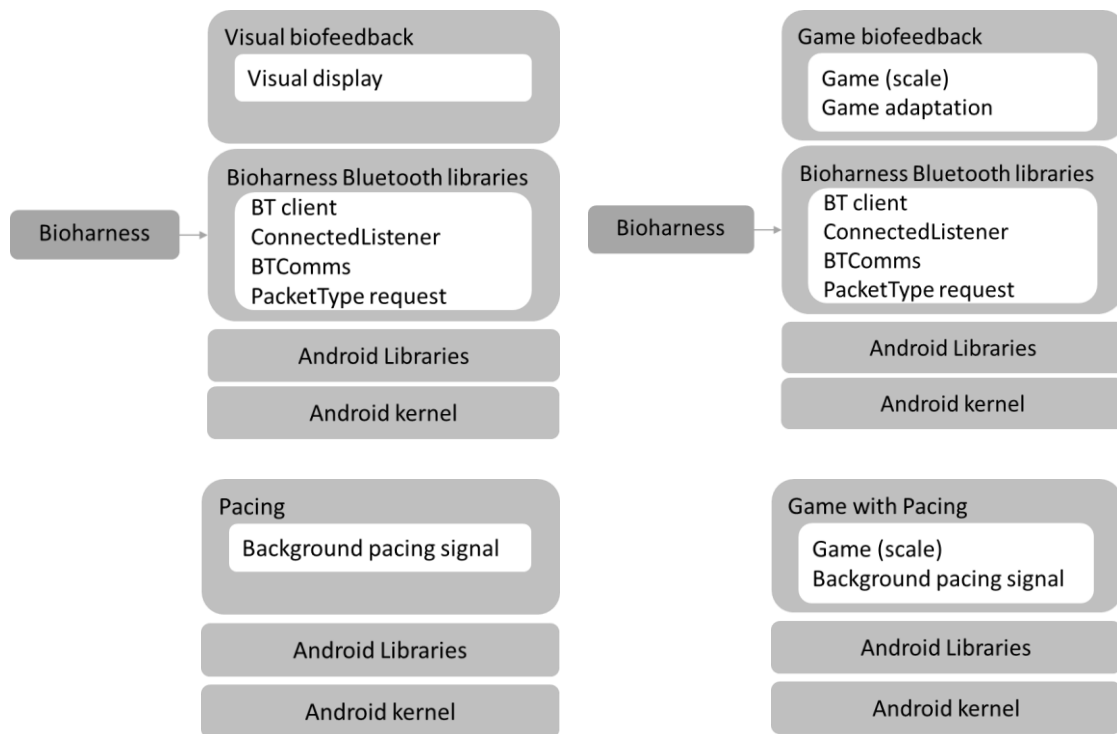 Visual biofeedback
Visual display
Bioharness
Bioharness Bluetooth libraries
BT client
ConnectedListener
BTComms
PacketType request
Android Libraries
Android kernel
Game biofeedback
Game (scale)
Game adaptation
Bioharness
Bioharness Bluetooth libraries
BT client
ConnectedListener
BTComms
PacketType request
Android Libraries
Android kernel
Pacing
Background pacing signal
Android Libraries
Android kernel
Game with Pacing
Game (scale)
Background pacing signal
Android Libraries
Android kernel